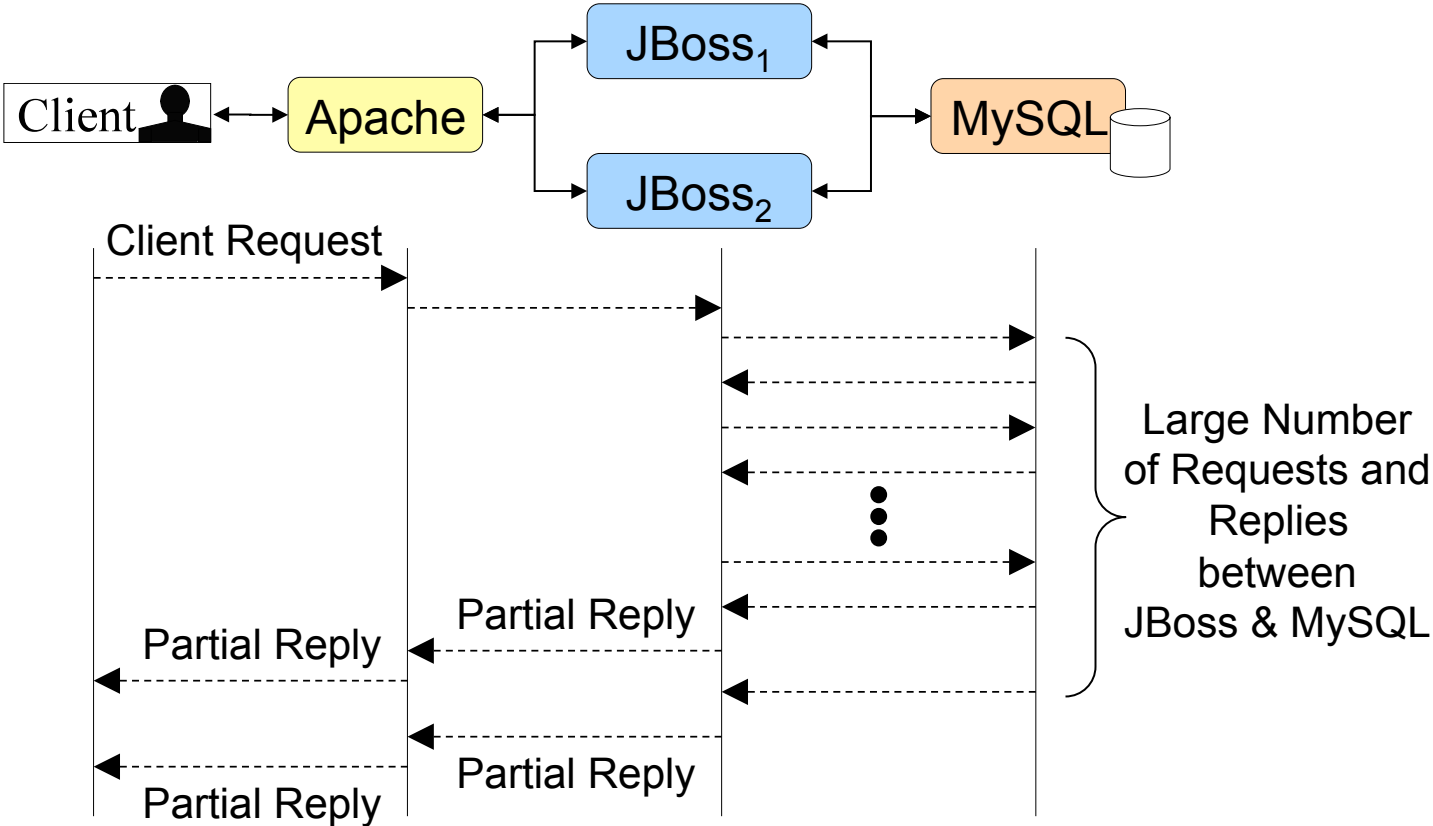 JBoss₁
Client
Apache
MySQL
JBoss₂
Client Request
Large Number
of Requests and
Replies
between
JBoss & MySQL
Partial Reply
Partial Reply
Partial Reply
Partial Reply